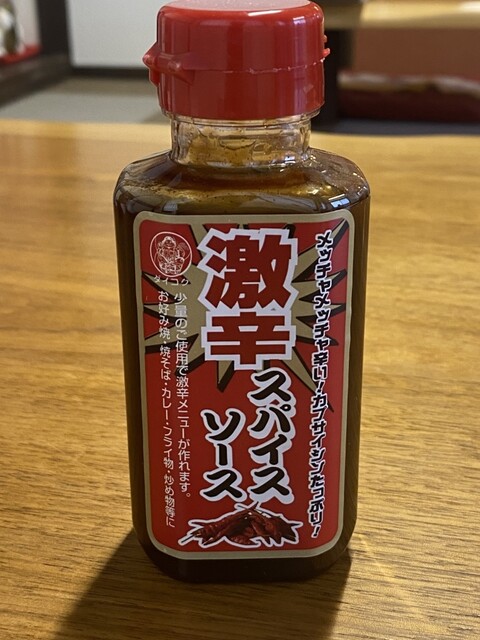 メッチャメッチャ辛い!カプサイシンたっぷり!
激辛
スパイス
ソース
ダイコク
少量のご使用で激辛メニューが作れます。
お好み焼・焼そば・カレー・フライ物・炒め物等に